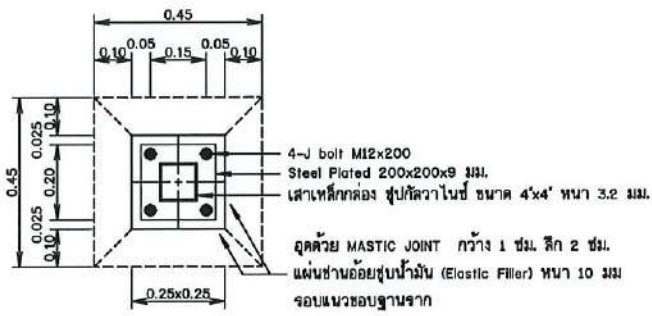 0.45
0.05 0.05
0.10 0.15 0.10
0.10
0.025
0.45
0.20
0.025
0.10
4-J bolt M12x200
Steel Plated 200x200x9 มม.
เสาเหล็กกล่อง ชุปกัลวาไนซ์ ขนาด 4'x4' หนา 3.2 มม.
อุดด้วย MASTIC JOINT กว้าง 1 ซม. ลึก 2 ซม.
แผ่นชานอ้อยชุบน้ำมัน (Elastic Filler) หนา 10 มม
รอบแนวขอบฐานราก
0.25x0.25